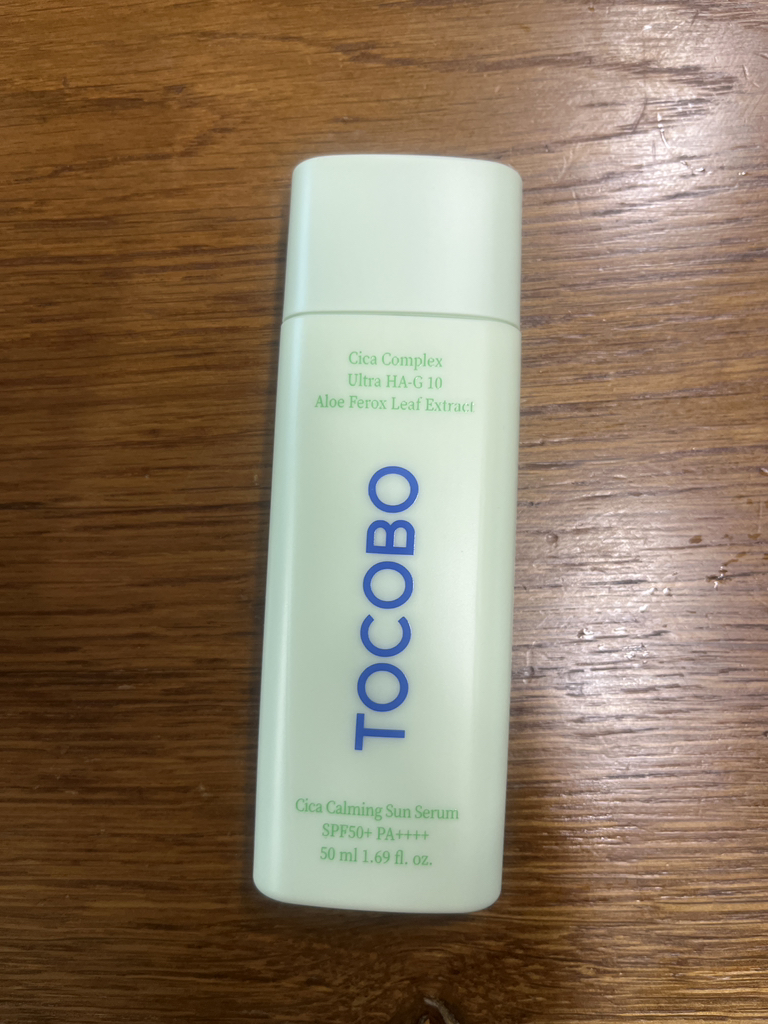 Cica Complex
Ultra HA-G 10
Aloe Ferox Leaf Extract
TOCOBO
Cica Calming Sun Serum
SPF50+ PA++++
50 ml 1.69 fl. oz.